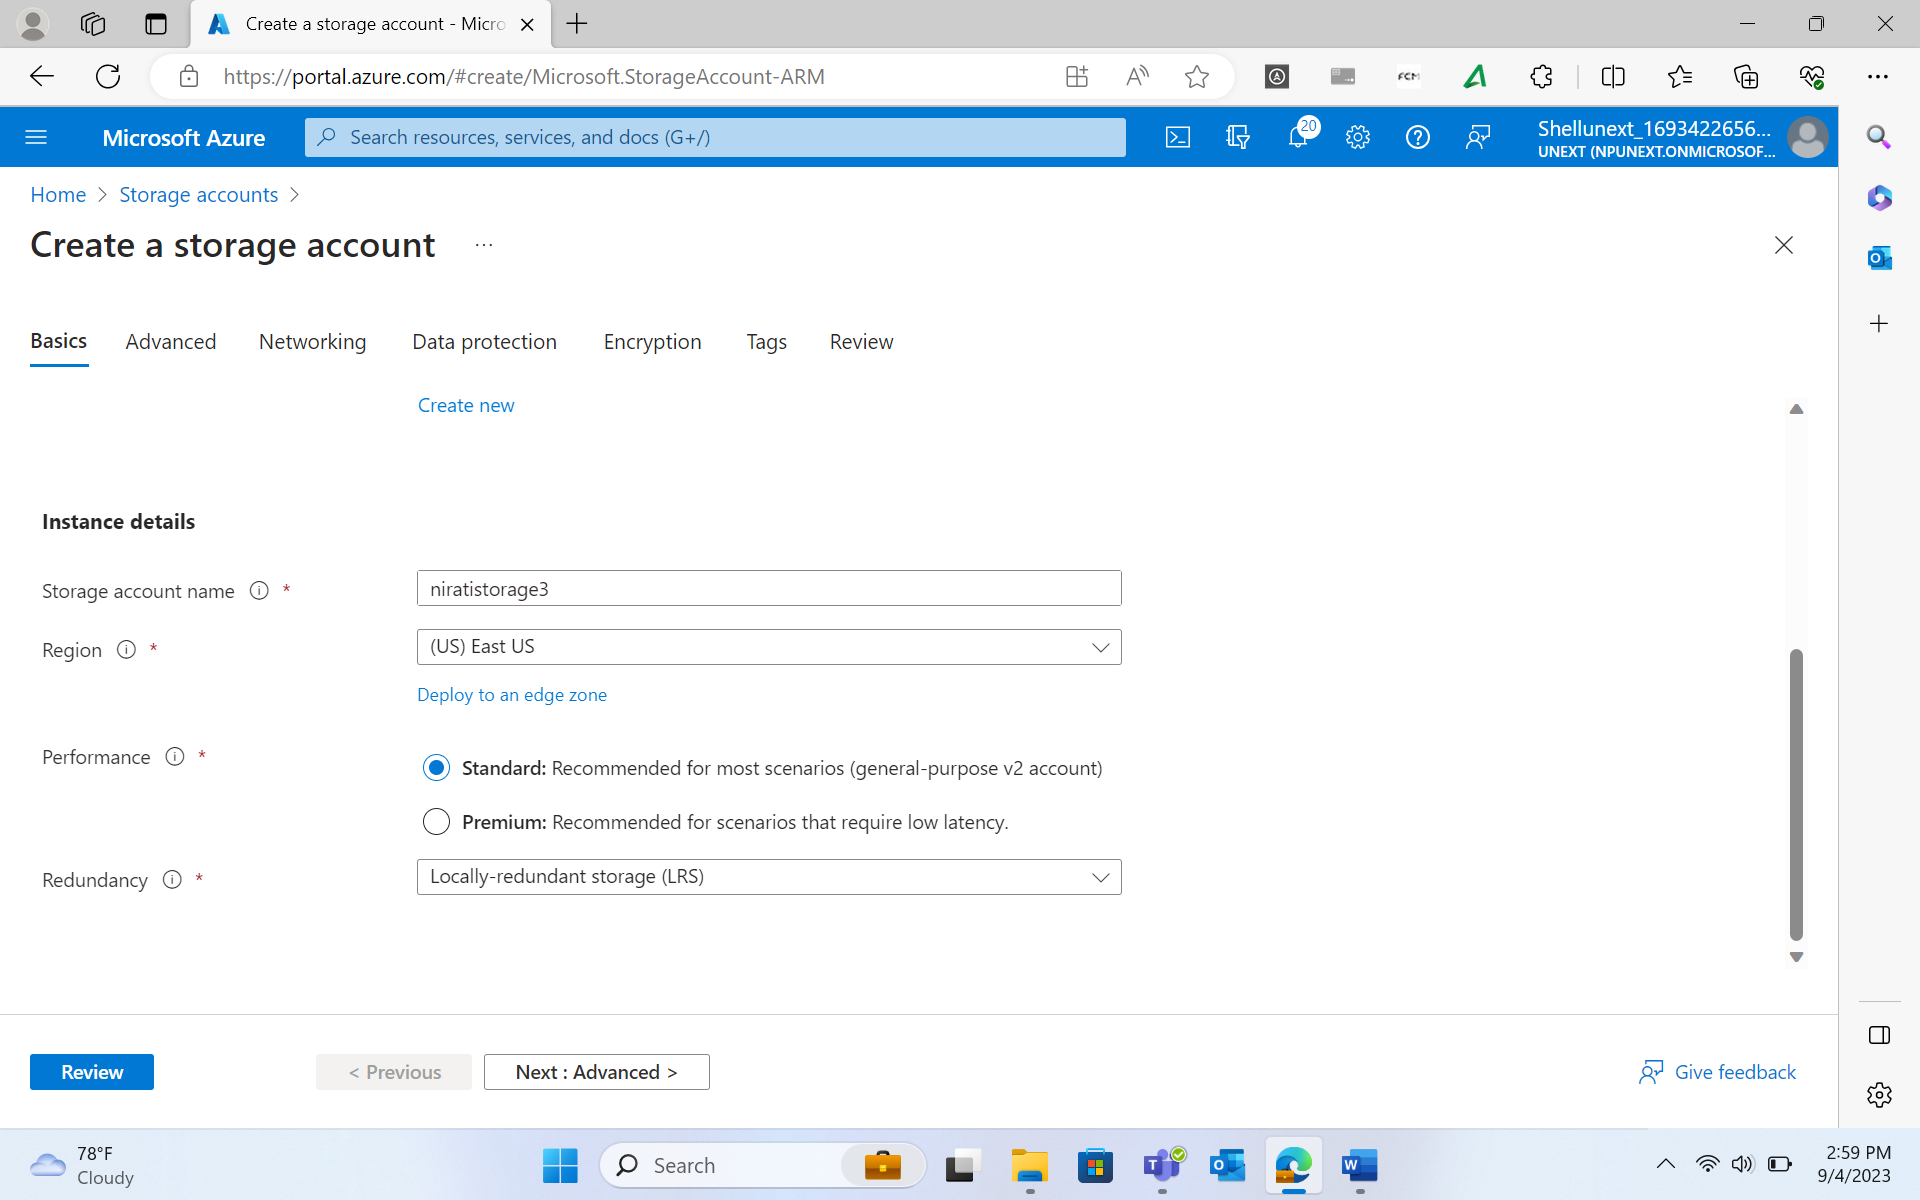 Create a storage account - Micro
https://portal.azure.com/#create/Microsoft.StorageAccount-ARM
FCM
Microsoft Azure
Search resources, services, and docs (G+/)
20
Shellunext_1693422656...
UNEXT (NPUNEXT.ONMICROSOF...
Home > Storage accounts >
Create a storage account ...
Basics Advanced Networking Data protection Encryption Tags Review
Create new
Instance details
Storage account name * niratistorage3
Region * (US) East US
Deploy to an edge zone
Performance * Standard: Recommended for most scenarios (general-purpose v2 account)
Premium: Recommended for scenarios that require low latency.
Redundancy * Locally-redundant storage (LRS)
Review < Previous Next : Advanced > Give feedback
78°F
Cloudy
Search
2:59 PM
9/4/2023